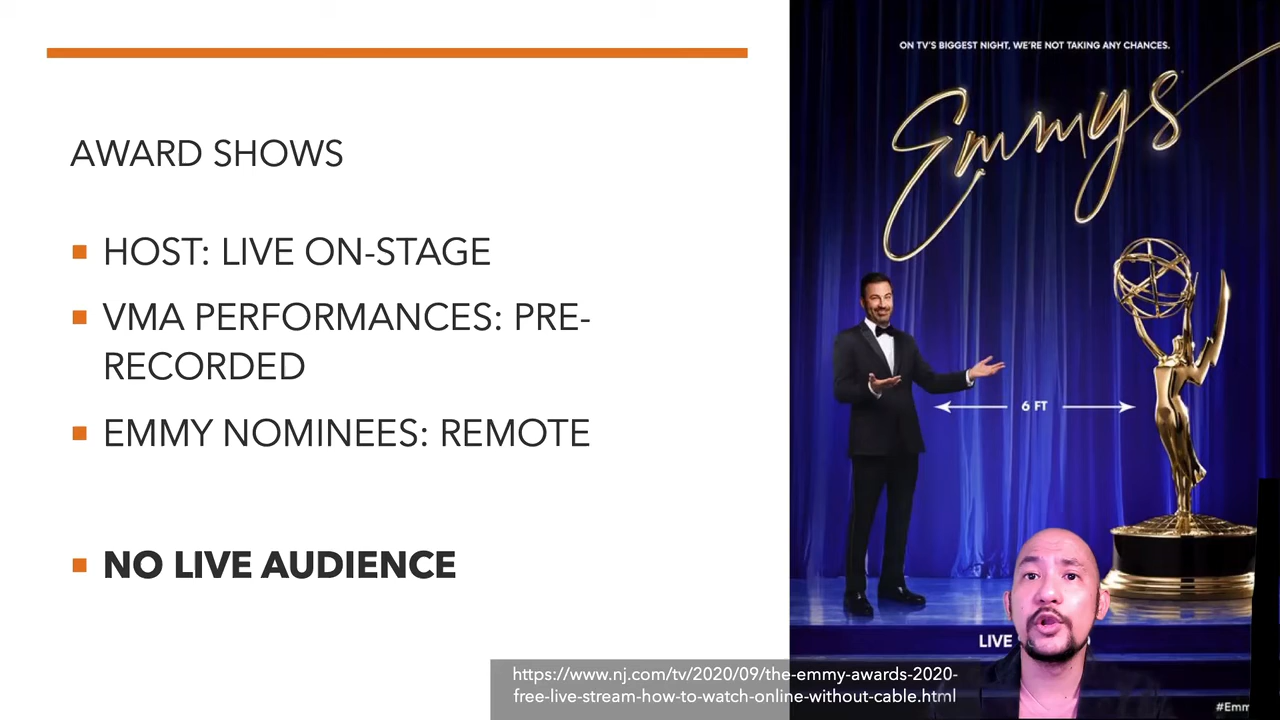 AWARD SHOWS
HOST: LIVE ON-STAGE
VMA PERFORMANCES: PRE-
RECORDED
EMMY NOMINEES: REMOTE
NO LIVE AUDIENCE
ON TV'S BIGGEST NIGHT, WE'RE NOT TAKING ANY CHANCES.
Emmys
6 FT
LIVE
https://www.nj.com/tv/2020/09/the-emmy-awards-2020-
free-live-stream-how-to-watch-online-without-cable.html
#Emm